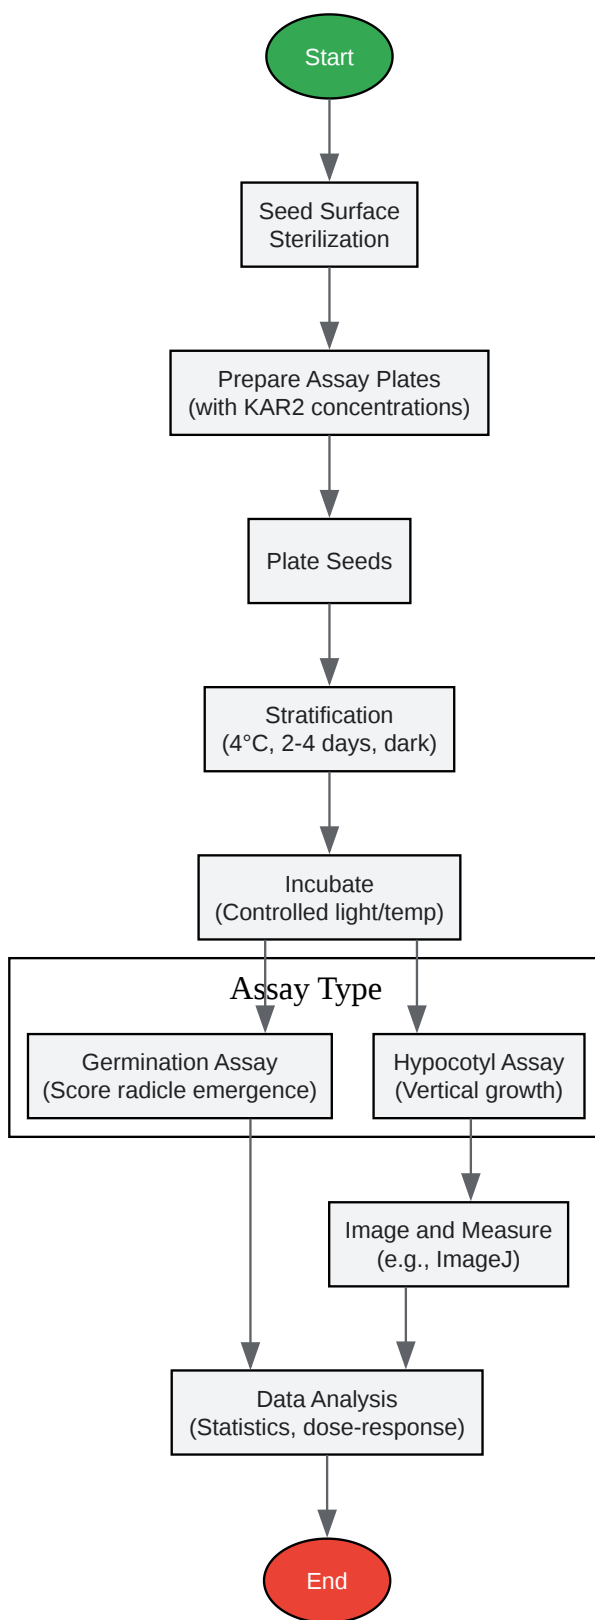 Start
Seed Surface
Sterilization
Prepare Assay Plates
(with KAR2 concentrations)
Plate Seeds
Stratification
(4°C, 2-4 days, dark)
Incubate
(Controlled light/temp)
Assay Type
Germination Assay
(Score radicle emergence)
Hypocotyl Assay
(Vertical growth)
Image and Measure
(e.g., ImageJ)
Data Analysis
(Statistics, dose-response)
End